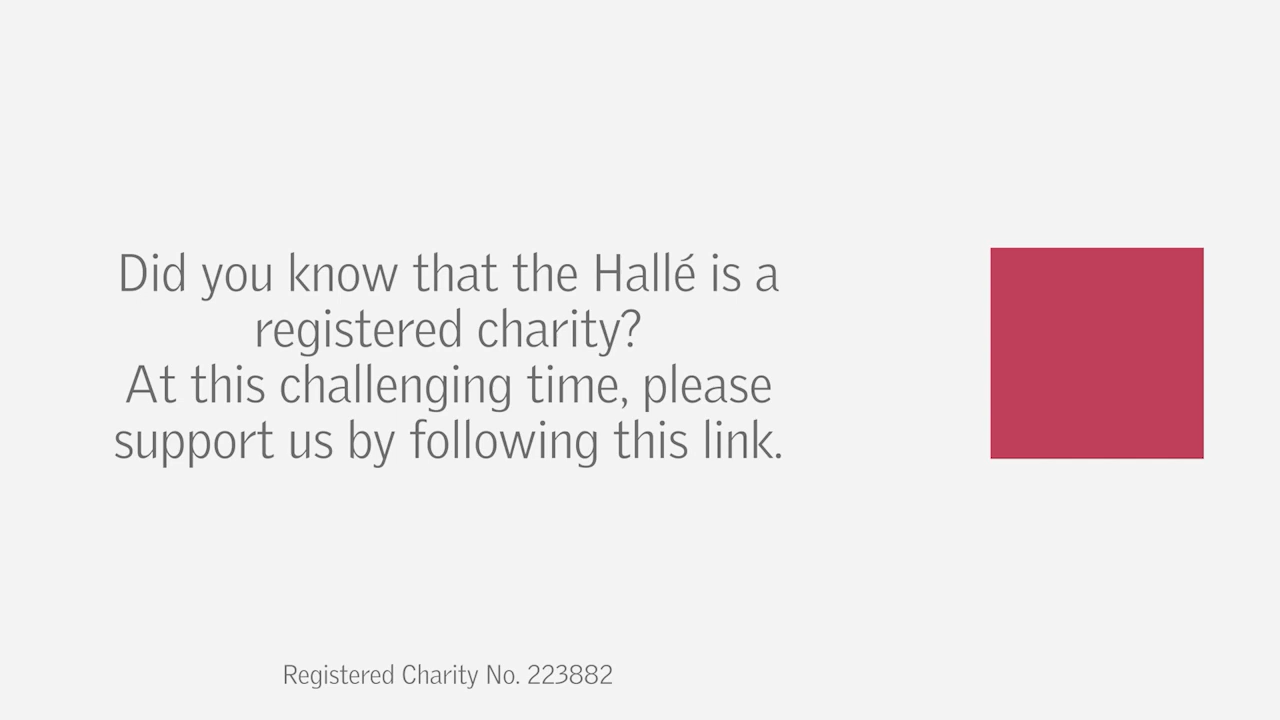 Did you know that the Hallé is a
registered charity?
At this challenging time, please
support us by following this link.
Registered Charity No. 223882